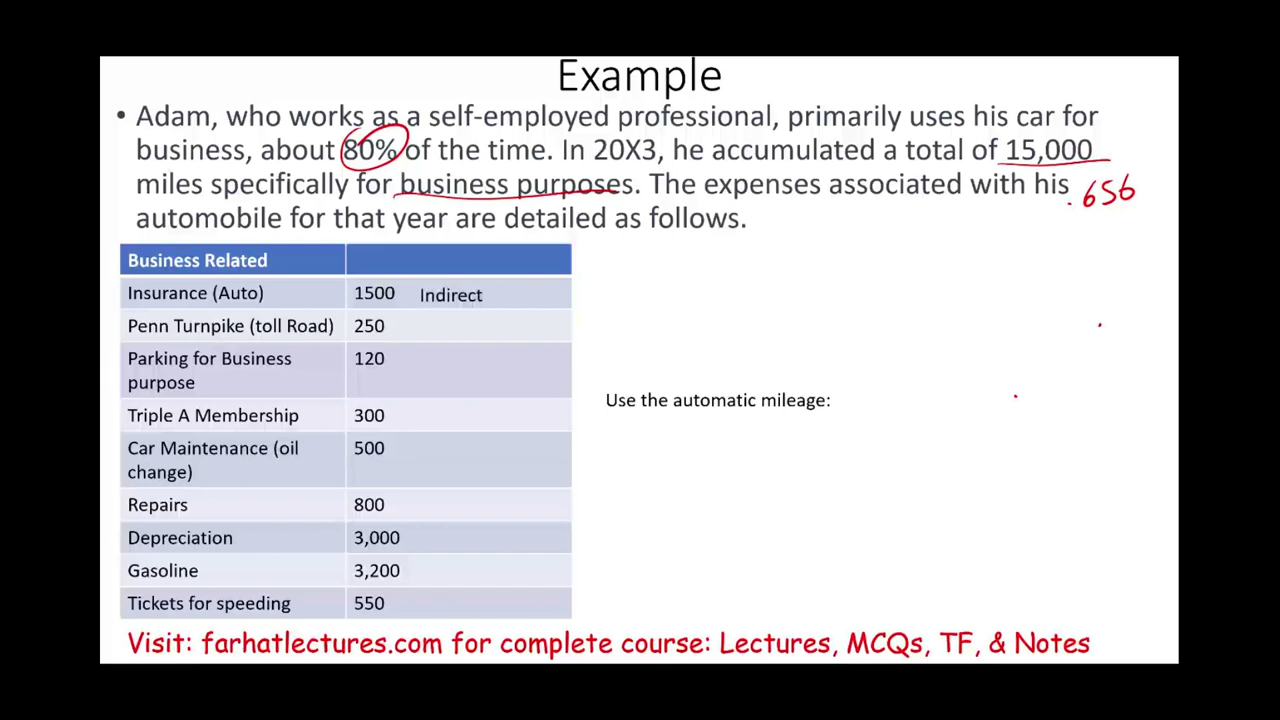 Example
• Adam, who works as a self-employed professional, primarily uses his car for
business, about 80% of the time. In 20X3, he accumulated a total of 15,000
miles specifically for business purposes. The expenses associated with his
.656
automobile for that year are detailed as follows.
Business Related
Insurance (Auto) 1500 Indirect
Penn Turnpike (toll Road) 250
Parking for Business
purpose 120
Use the automatic mileage:
Triple A Membership 300
Car Maintenance (oil
change) 500
Repairs 800
Depreciation 3,000
Gasoline 3,200
Tickets for speeding 550
Visit: farhatlectures.com for complete course: Lectures, MCQs, TF, & Notes